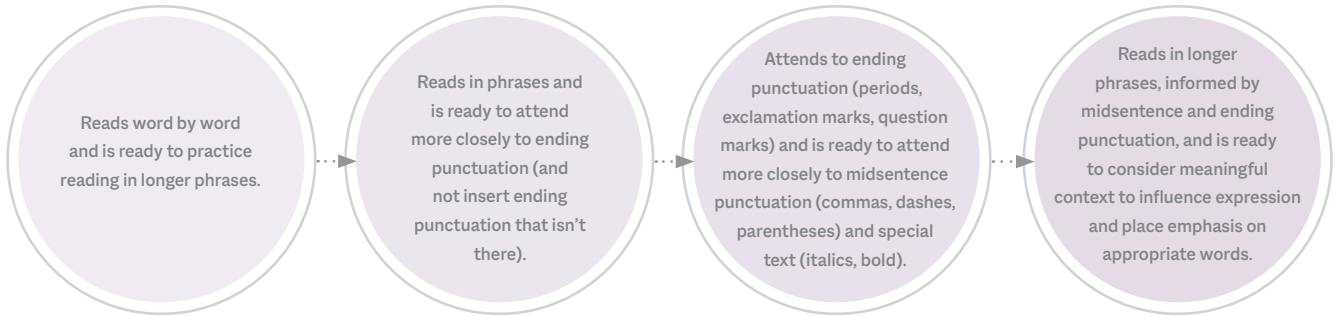 Reads word by word
and is ready to practice
reading in longer phrases.
Reads in phrases and
is ready to attend
more closely to ending
punctuation (and
not insert ending
punctuation that isn’t
there).
Attends to ending
punctuation (periods,
exclamation marks, question
marks) and is ready to attend
more closely to midsentence
punctuation (commas, dashes,
parentheses) and special
text (italics, bold).
Reads in longer
phrases, informed by
midsentence and ending
punctuation, and is ready
to consider meaningful
context to influence expression
and place emphasis on
appropriate words.